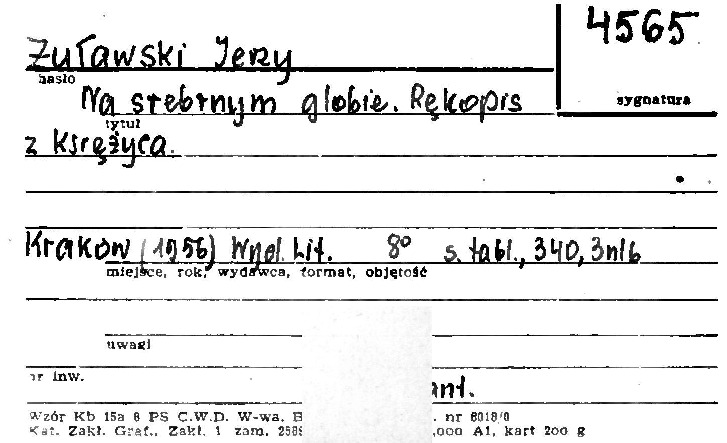 4565
Żuławski Jerzy
hasło
sygnatura
Na srebrnym globie. Rękopis
tytuł
z Księżyca.
Kraków (1956) Wyd. Lit. 8° s. tabl., 340, 3nlb
miejsce, rok, wydawca, format, objętość
uwagi
nr inw.
ant.
Wzór Kb 15a 8 PS C.W.D. W-wa. nr 6018/0
Kat. Zakł. Graf., Zakł. 1 zam. ,000 A1, kart 200 g